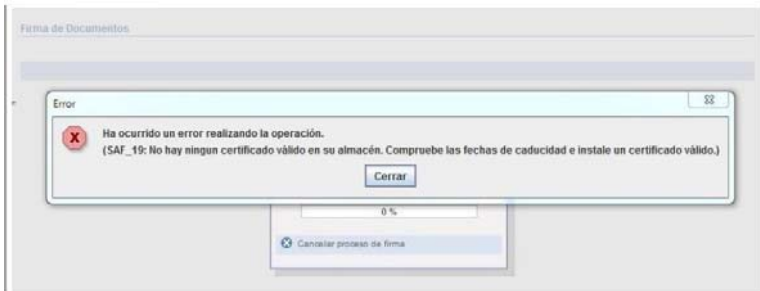 Firma de Documentos
Error
Ha ocurrido un error realizando la operación.
(SAF_19: No hay ningun certificado válido en su almacén. Compruebe las fechas de caducidad e instale un certificado válido.)
Cerrar
0 %
Cancelar proceso de firma